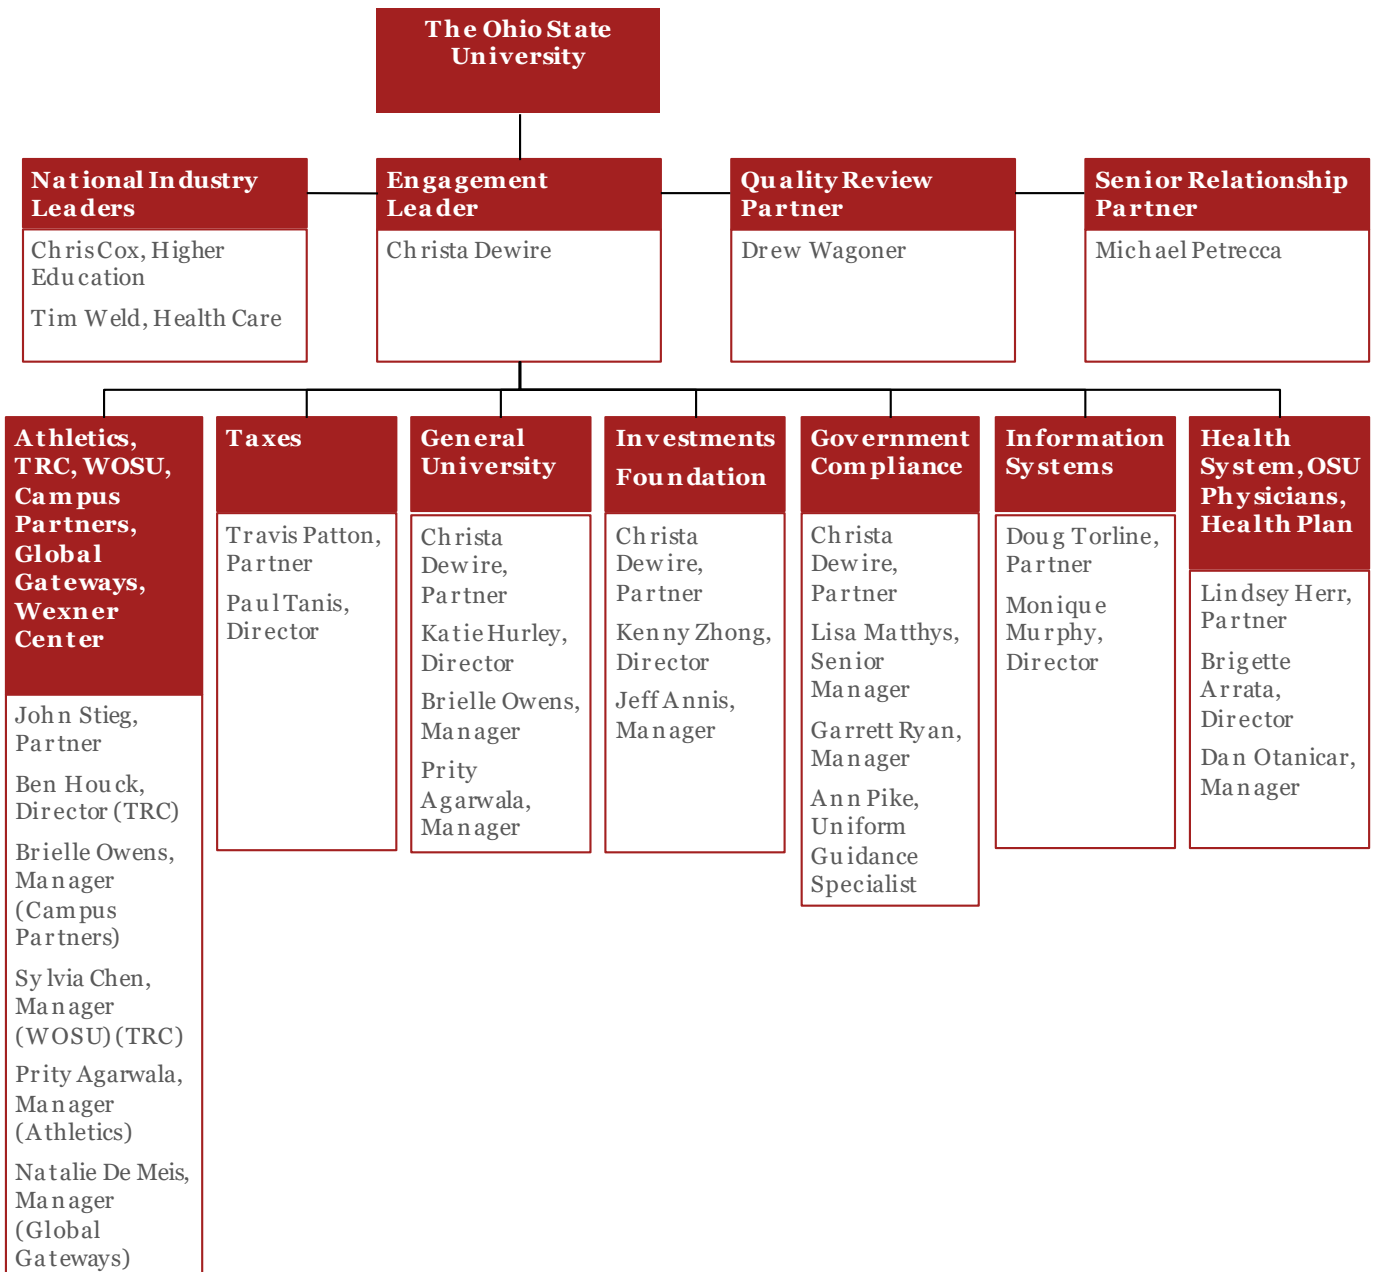 The Ohio State
University
National Industry
Leaders
Chris Cox, Higher
Education
Tim Weld, Health Care
Engagement
Leader
Christa Dewire
Quality Review
Partner
Drew Wagoner
Senior Relationship
Partner
Michael Petrecca
Athletics,
TRC, WOSU,
Campus
Partners,
Global
Gateways,
Wexner
Center
John Stieg,
Partner
Ben Houck,
Director (TRC)
Brielle Owens,
Manager
(Campus
Partners)
Sylvia Chen,
Manager
(WOSU) (TRC)
Prity Agarwala,
Manager
(Athletics)
Natalie De Meis,
Manager
(Global
Gateways)
Taxes
Travis Patton,
Partner
Paul Tanis,
Director
General
University
Christa
Dewire,
Partner
Katie Hurley,
Director
Brielle Owens,
Manager
Prity
Agarwala,
Manager
Investments
Foundation
Christa
Dewire,
Partner
Kenny Zhong,
Director
Jeff Annis,
Manager
Government
Compliance
Christa
Dewire,
Partner
Lisa Matthys,
Senior
Manager
Garrett Ryan,
Manager
Ann Pike,
Uniform
Guidance
Specialist
Information
Systems
Doug Torline,
Partner
Monique
Murphy,
Director
Health
System, OSU
Physicians,
Health Plan
Lindsey Herr,
Partner
Brigette
Arrata,
Director
Dan Otanicar,
Manager